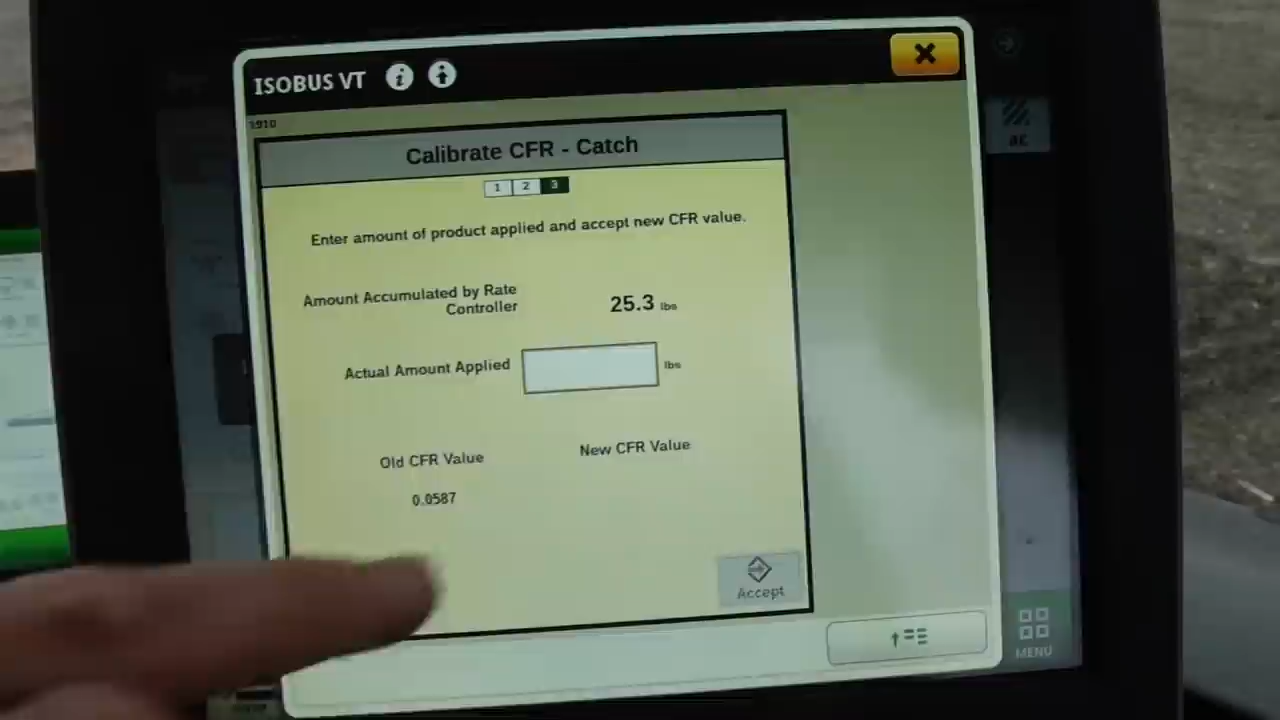 ISOBUS VT
1910
Calibrate CFR - Catch
1 2 3
Enter amount of product applied and accept new CFR value.
Amount Accumulated by Rate
Controller
25.3 lbs
Actual Amount Applied
lbs
Old CFR Value
New CFR Value
0.0587
Accept
MENU